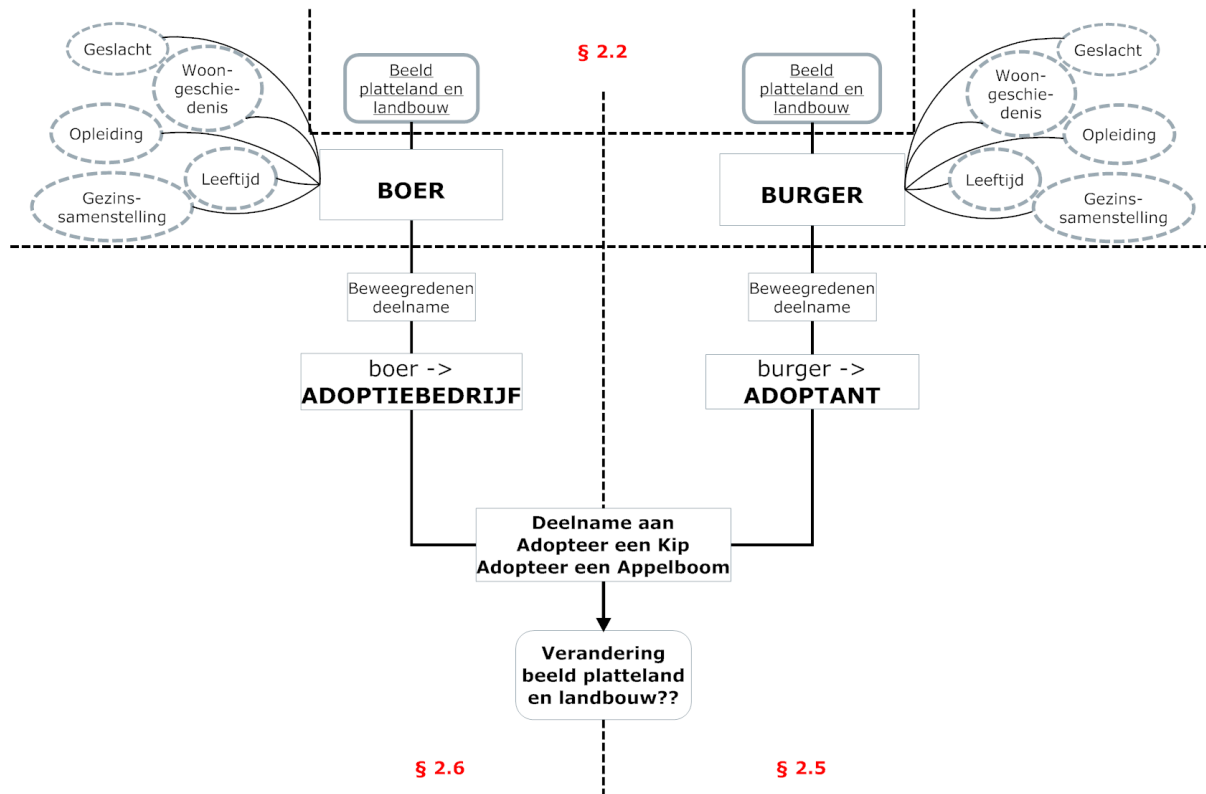 § 2.2
Geslacht
Woon-
geschie-
denis
Opleiding
Leeftijd
Gezins-
samenstelling
Beeld
platteland en
landbouw
BOER
Beeld
platteland en
landbouw
BURGER
Geslacht
Woon-
geschie-
denis
Opleiding
Leeftijd
Gezins-
samenstelling
Beweegredenen
deelname
Beweegredenen
deelname
boer ->
ADOPTIEBEDRIJF
burger ->
ADOPTANT
Deelname aan
Adopteer een Kip
Adopteer een Appelboom
Verandering
beeld platteland
en landbouw??
§ 2.6
§ 2.5